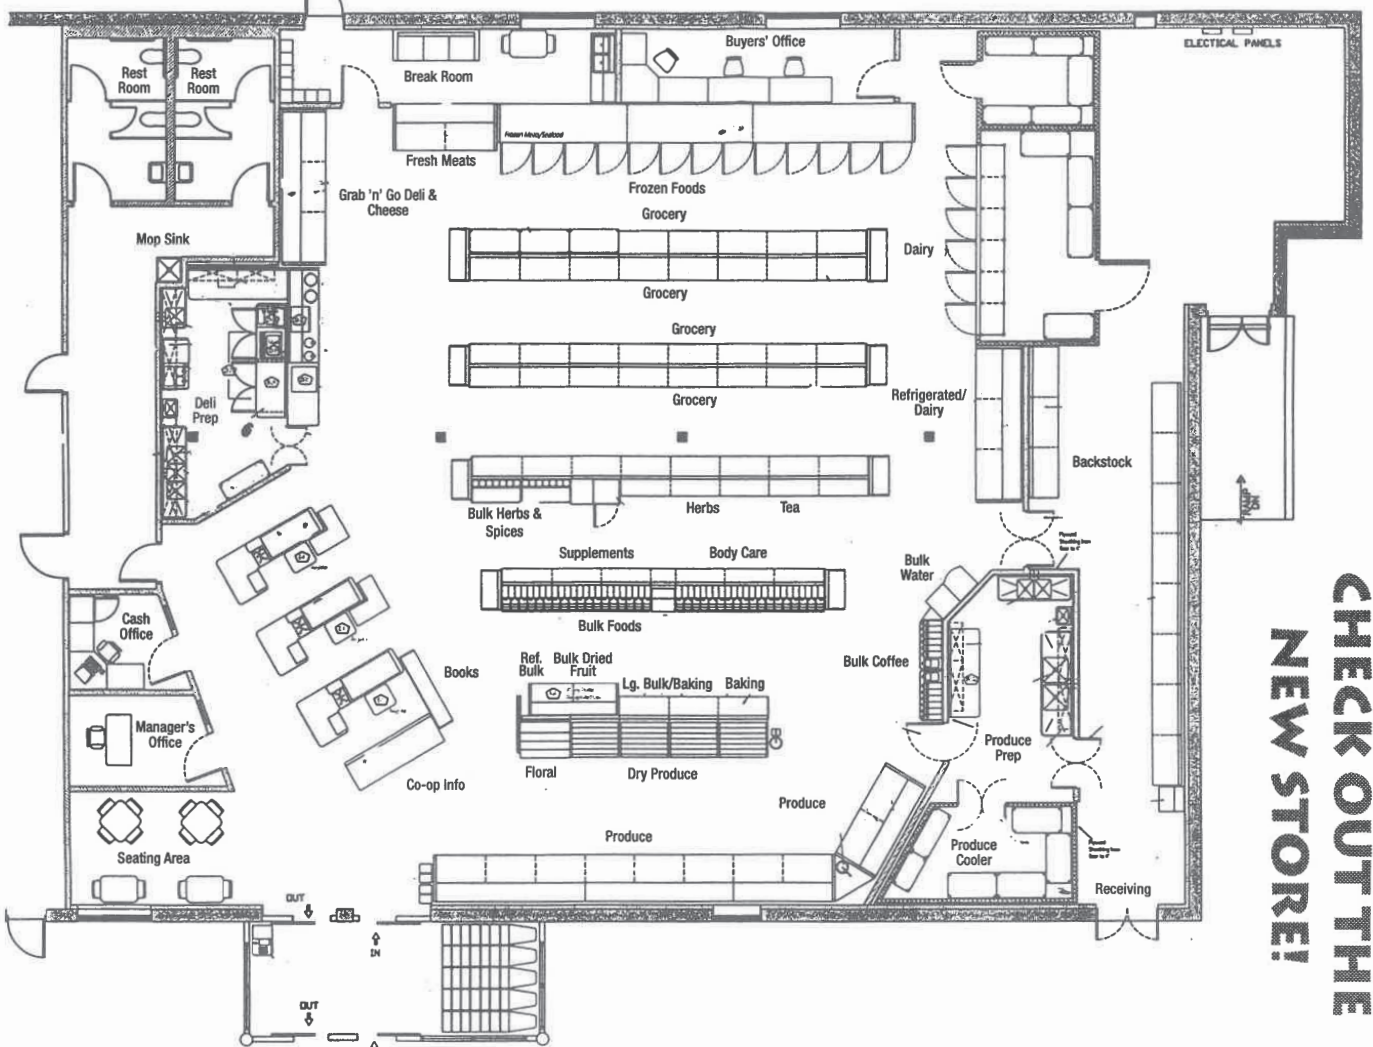 ELECTICAL PANELS
Buyers' Office
Rest
Room
Rest
Room
Break Room
Fresh Meats
Frozen Foods
Grab 'n' Go Deli &
Cheese
Grocery
Mop Sink
Dairy
Grocery
Grocery
Refrigerated/
Dairy
Grocery
Deli
Prep
Backstock
RAMP
DN
Herbs
Tea
Bulk Herbs &
Spices
Supplements
Body Care
Bulk
Water
Bulk Foods
Cash
Office
Books
Ref.
Bulk
Bulk Dried
Fruit
Lg. Bulk/Baking
Baking
Bulk Coffee
Manager's
Office
Produce
Prep
Floral
Dry Produce
Co-op Info
Produce
Seating Area
Produce
Produce
Cooler
Receiving
OUT
IN
OUT
CHECK OUT THE
NEW STORE!